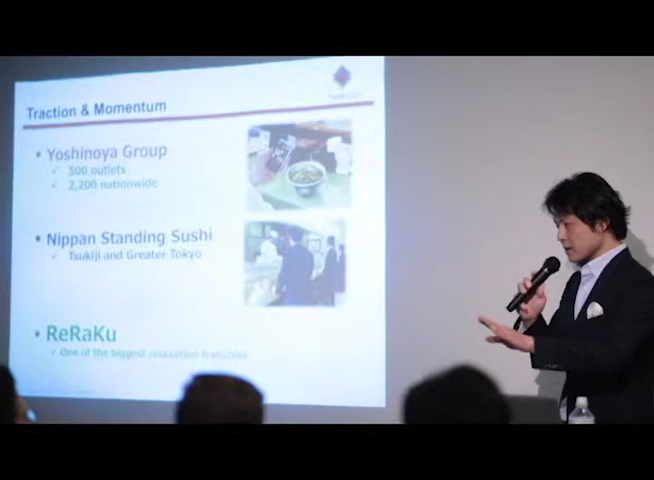 Traction & Momentum
• Yoshinoya Group
✓ 500 outlets
✓ 2,200 nationwide
• Nippan Standing Sushi
✓ Tsukiji and Greater Tokyo
• ReRaKu
✓ One of the biggest relaxation franchise